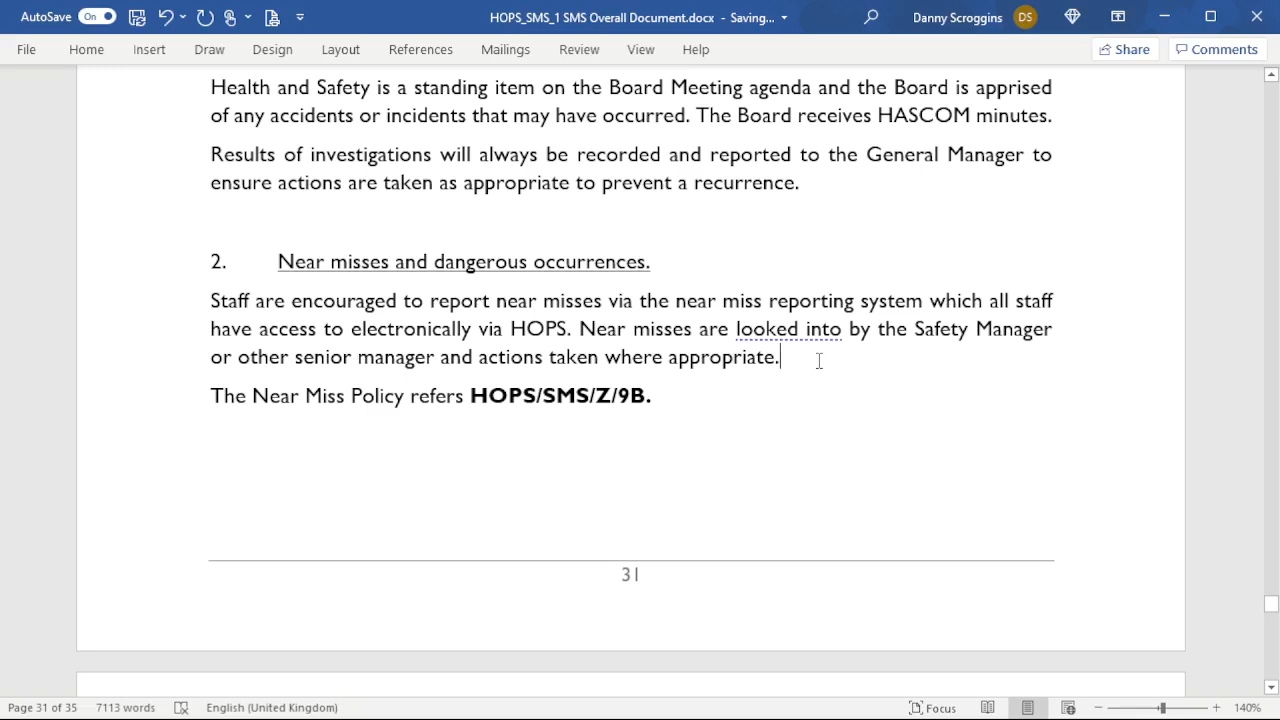 AutoSave On HOPS_SMS_1 SMS Overall Document.docx - Saving... Danny Scroggins DS
File Home Insert Draw Design Layout References Mailings Review View Help Share Comments
Health and Safety is a standing item on the Board Meeting agenda and the Board is apprised
of any accidents or incidents that may have occurred. The Board receives HASCOM minutes.
Results of investigations will always be recorded and reported to the General Manager to
ensure actions are taken as appropriate to prevent a recurrence.
2. Near misses and dangerous occurrences.
Staff are encouraged to report near misses via the near miss reporting system which all staff
have access to electronically via HOPS. Near misses are looked into by the Safety Manager
or other senior manager and actions taken where appropriate.
The Near Miss Policy refers HOPS/SMS/Z/9B.
31
Page 31 of 35 7113 words English (United Kingdom) Focus 140%